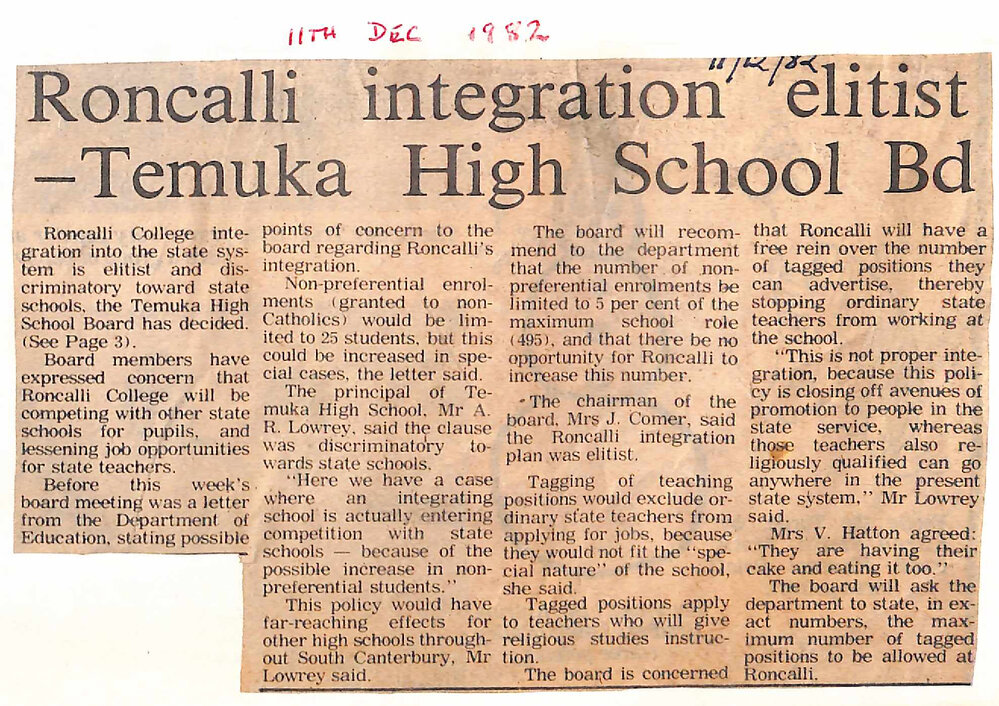 11TH DEC 1982
11/12/82
Roncalli integration elitist
–Temuka High School Bd
Roncalli College inte-
gration into the state sys-
tem is elitist and dis-
criminatory toward state
schools, the Temuka High
School Board has decided.
(See Page 3).
Board members have
expressed concern that
Roncalli College will be
competing with other state
schools for pupils, and
lessening job opportunities
for state teachers.
Before this week's
board meeting was a letter
from the Department of
Education, stating possible
points of concern to the
board regarding Roncalli's
integration.
Non-preferential enrol-
ments (granted to non-
Catholics) would be lim-
ited to 25 students, but this
could be increased in spe-
cial cases, the letter said.
The principal of Te-
muka High School, Mr A.
R. Lowrey, said the clause
was discriminatory to-
wards state schools.
"Here we have a case
where an integrating
school is actually entering
competition with state
schools — because of the
possible increase in non-
preferential students."
This policy would have
far-reaching effects for
other high schools through-
out South Canterbury, Mr
Lowrey said.
The board will recom-
mend to the department
that the number of non-
preferential enrolments be
limited to 5 per cent of the
maximum school role
(495), and that there be no
opportunity for Roncalli to
increase this number.
The chairman of the
board, Mrs J. Comer, said
the Roncalli integration
plan was elitist.
Tagging of teaching
positions would exclude or-
dinary state teachers from
applying for jobs, because
they would not fit the "spe-
cial nature" of the school,
she said.
Tagged positions apply
to teachers who will give
religious studies instruc-
tion.
The board is concerned
that Roncalli will have a
free rein over the number
of tagged positions they
can advertise, thereby
stopping ordinary state
teachers from working at
the school.
"This is not proper inte-
gration, because this poli-
cy is closing off avenues of
promotion to people in the
state service, whereas
those teachers also re-
ligiously qualified can go
anywhere in the present
state system," Mr Lowrey
said.
Mrs V. Hatton agreed:
"They are having their
cake and eating it too."
The board will ask the
department to state, in ex-
act numbers, the max-
imum number of tagged
positions to be allowed at
Roncalli.